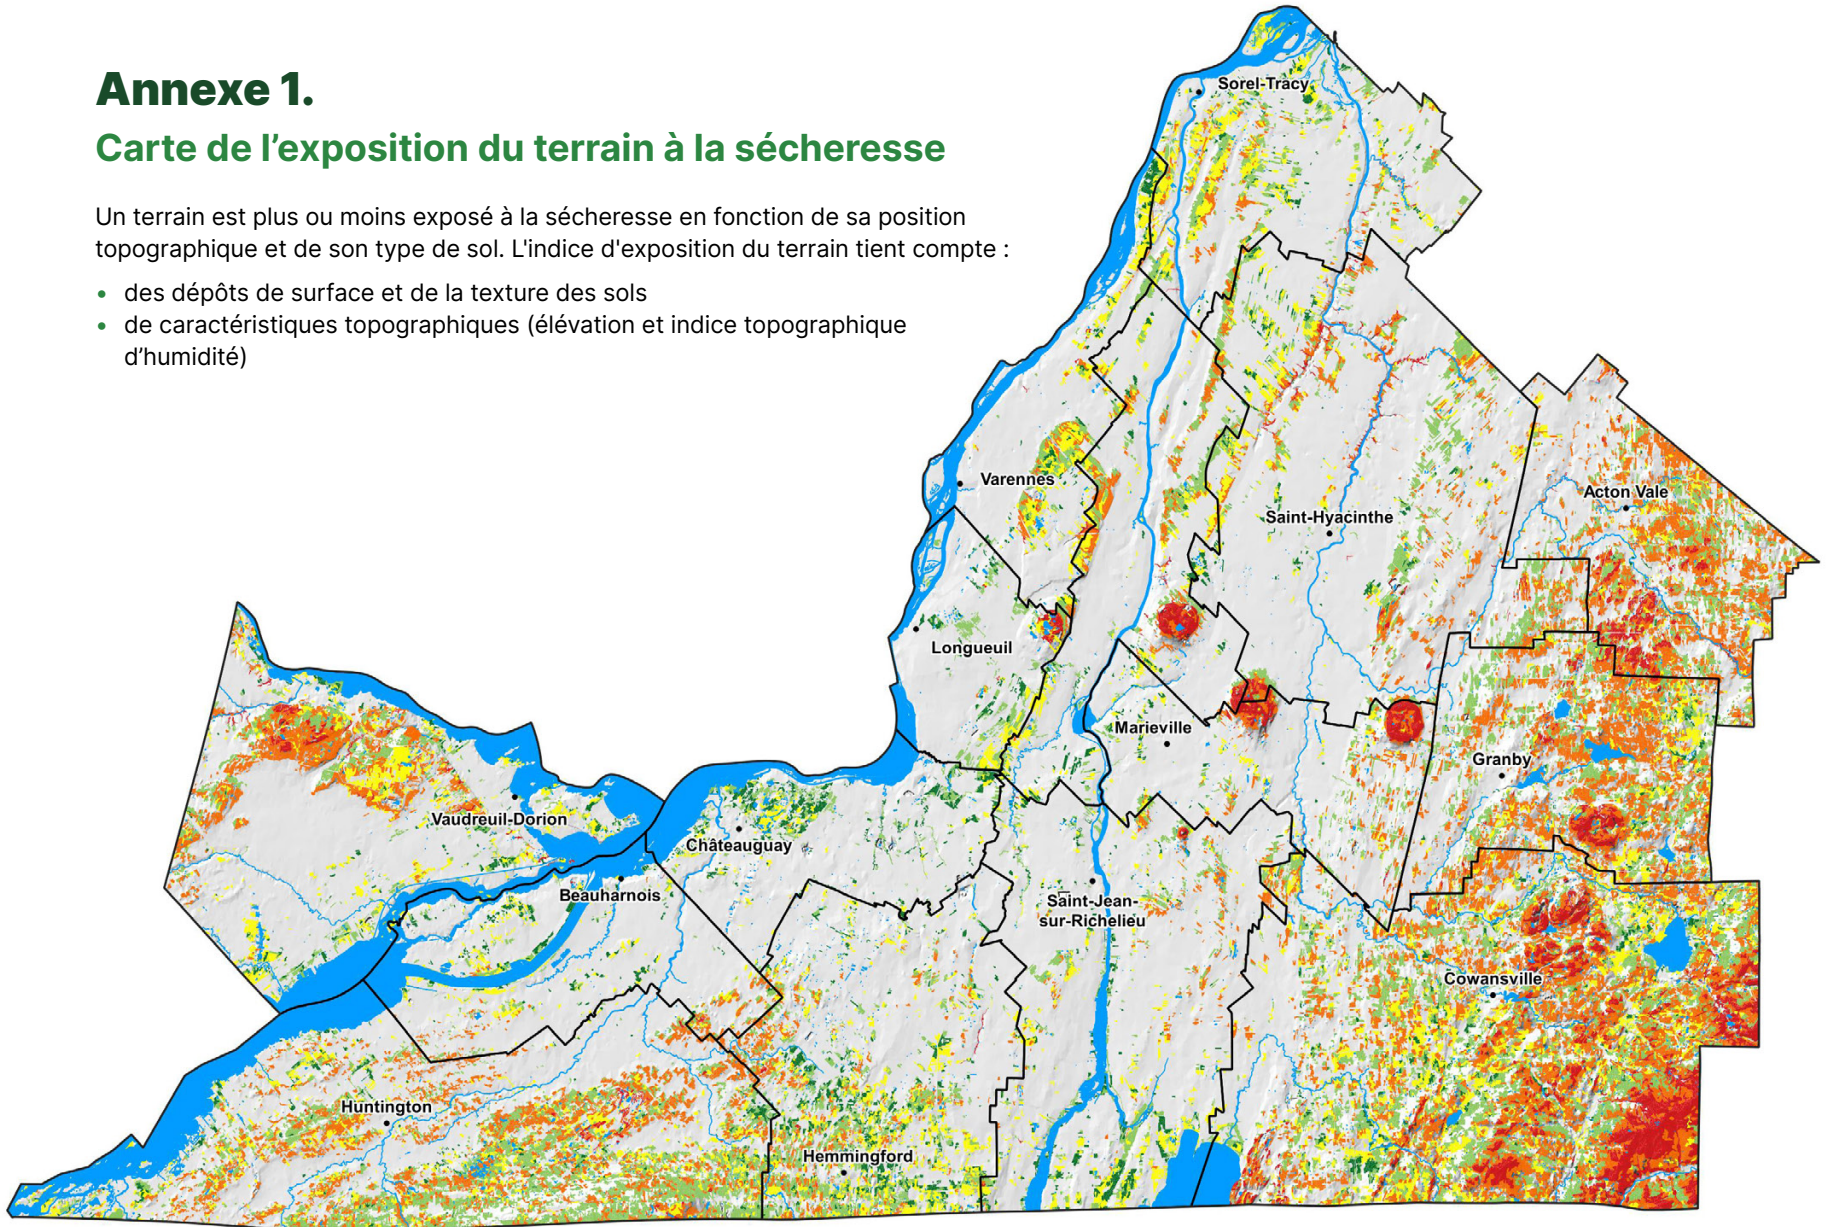 Annexe 1.
Carte de l’exposition du terrain à la sécheresse
Un terrain est plus ou moins exposé à la sécheresse en fonction de sa position
topographique et de son type de sol. L'indice d'exposition du terrain tient compte :
• des dépôts de surface et de la texture des sols
• de caractéristiques topographiques (élévation et indice topographique
d’humidité)
Sorel-Tracy
Varennes
Acton Vale
Saint-Hyacinthe
Longueuil
Marieville
Granby
Vaudreuil-Dorion
Châteauguay
Beauharnois
Saint-Jean-
sur-Richelieu
Cowansville
Huntington
Hemmingford